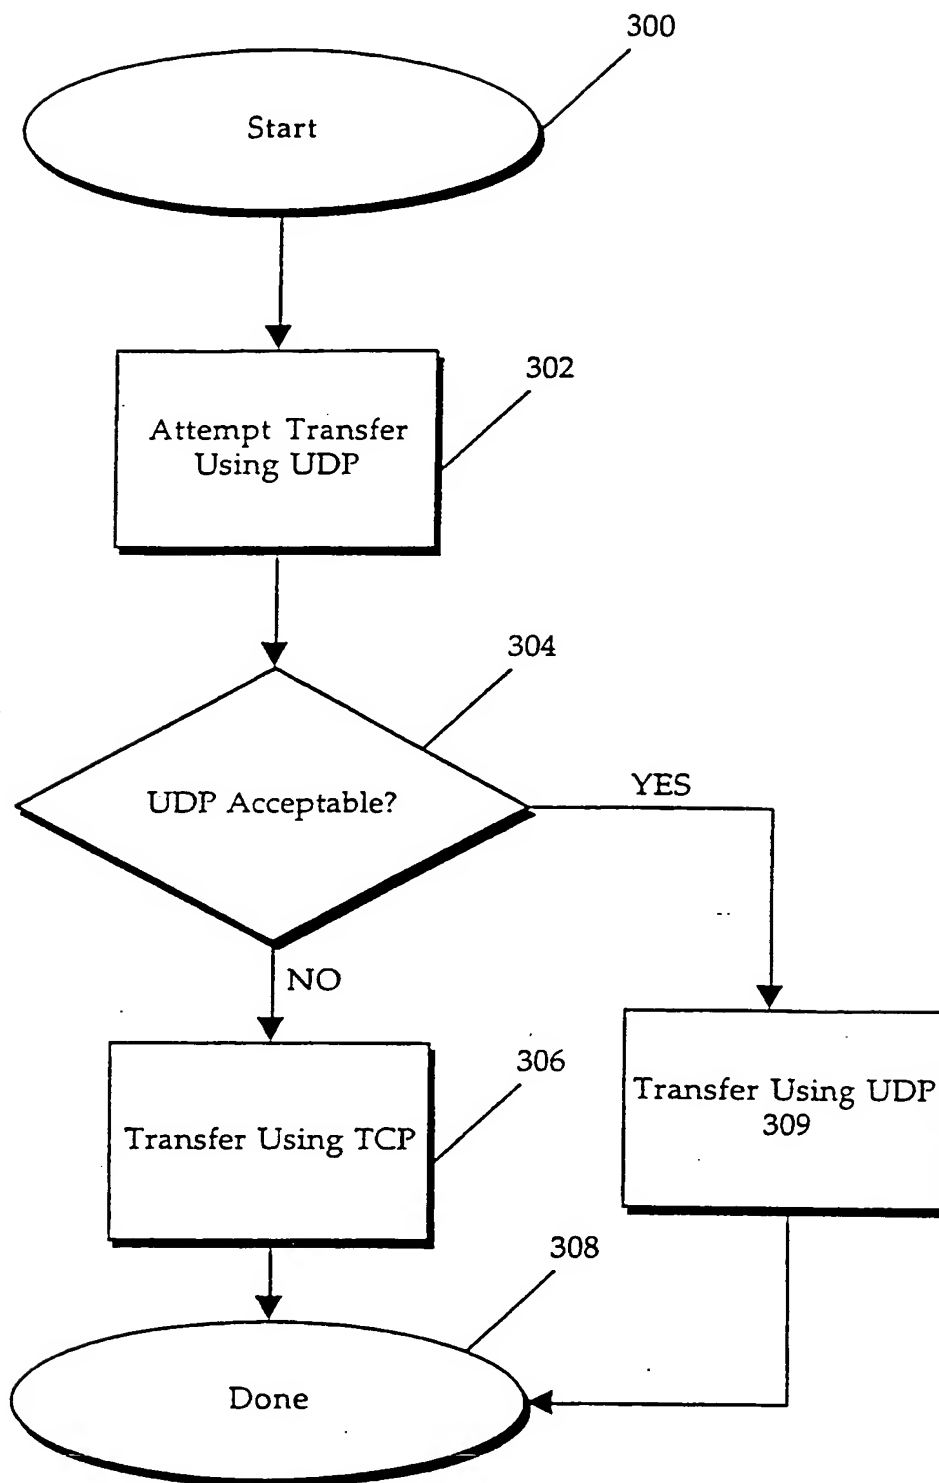 300
Start
302
Attempt Transfer
Using UDP
304
UDP Acceptable?
YES
NO
306
Transfer Using TCP
Transfer Using UDP
309
308
Done